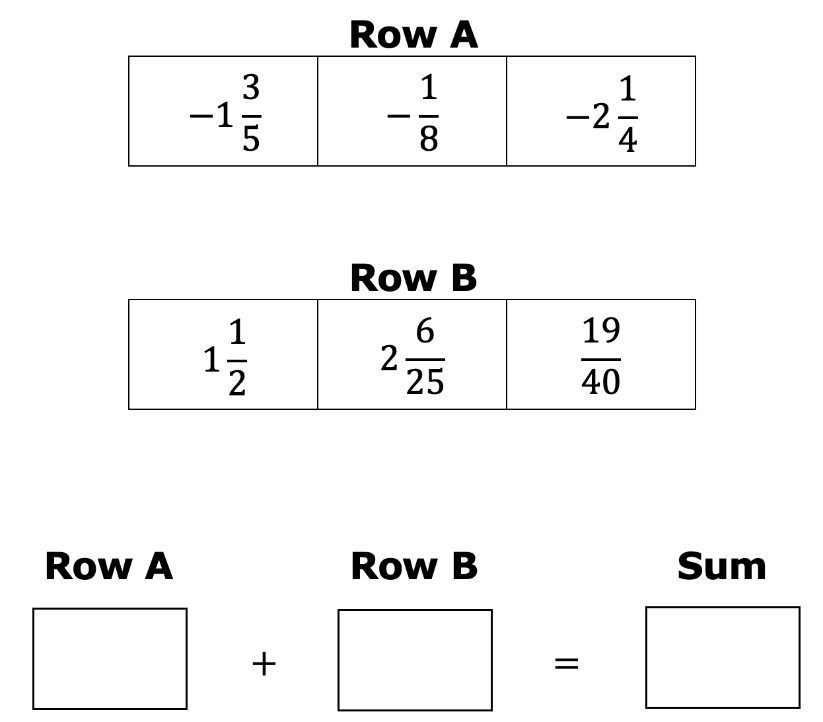 Row A
−1 3/5 −1/8 −2 1/4
Row B
1 1/2 2 6/25 19/40
Row A Row B Sum
+ =